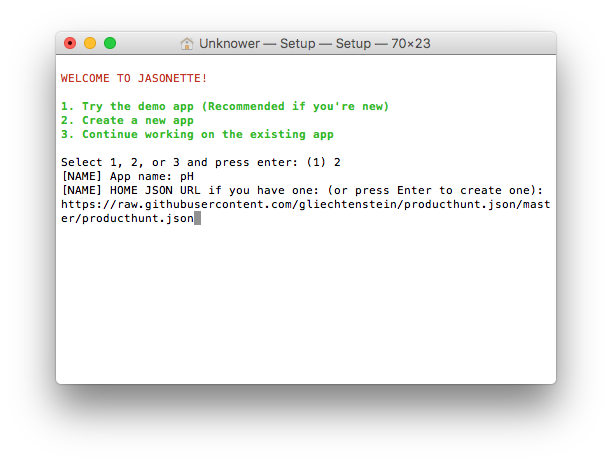 Unknower — Setup — Setup — 70×23
WELCOME TO JASONETTE!
1. Try the demo app (Recommended if you're new)
2. Create a new app
3. Continue working on the existing app
Select 1, 2, or 3 and press enter: (1) 2
[NAME] App name: pH
[NAME] HOME JSON URL if you have one: (or press Enter to create one):
https://raw.githubusercontent.com/gliechtenstein/producthunt.json/mast
er/producthunt.json